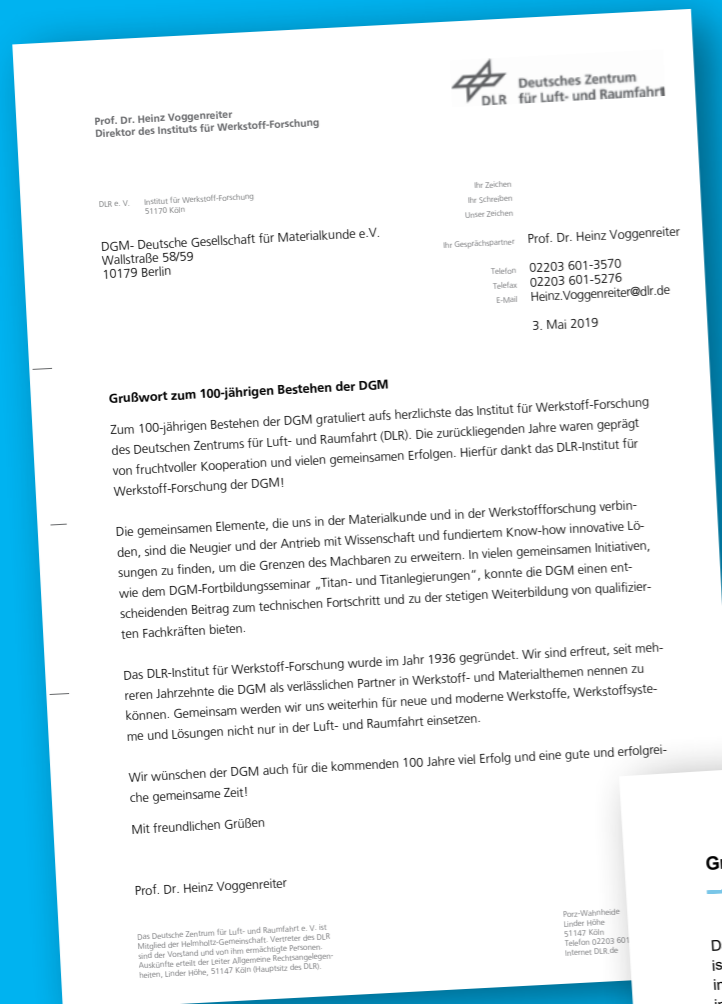 Deutsches Zentrum
DLR für Luft- und Raumfahrt
Prof. Dr. Heinz Voggenreiter
Direktor des Instituts für Werkstoff-Forschung
DLR e. V. Institut für Werkstoff-Forschung
51170 Köln
DGM- Deutsche Gesellschaft für Materialkunde e.V.
Wallstraße 58/59
10179 Berlin
Ihr Zeichen
Ihr Schreiben
Unser Zeichen
Ihr Gesprächspartner Prof. Dr. Heinz Voggenreiter
Telefon 02203 601-3570
Telefax 02203 601-5276
E-Mail Heinz.Voggenreiter@dlr.de
3. Mai 2019
Grußwort zum 100-jährigen Bestehen der DGM
Zum 100-jährigen Bestehen der DGM gratuliert aufs herzlichste das Institut für Werkstoff-Forschung
des Deutschen Zentrums für Luft- und Raumfahrt (DLR). Die zurückliegenden Jahre waren geprägt
von fruchtvoller Kooperation und vielen gemeinsamen Erfolgen. Hierfür dankt das DLR-Institut für
Werkstoff-Forschung der DGM!
Die gemeinsamen Elemente, die uns in der Materialkunde und in der Werkstoffforschung verbin-
den, sind die Neugier und der Antrieb mit Wissenschaft und fundiertem Know-how innovative Lö-
sungen zu finden, um die Grenzen des Machbaren zu erweitern. In vielen gemeinsamen Initiativen,
wie dem DGM-Fortbildungsseminar „Titan- und Titanlegierungen“, konnte die DGM einen ent-
scheidenden Beitrag zum technischen Fortschritt und zu der stetigen Weiterbildung von qualifizier-
ten Fachkräften bieten.
Das DLR-Institut für Werkstoff-Forschung wurde im Jahr 1936 gegründet. Wir sind erfreut, seit meh-
reren Jahrzehnte die DGM als verlässlichen Partner in Werkstoff- und Materialthemen nennen zu
können. Gemeinsam werden wir uns weiterhin für neue und moderne Werkstoffe, Werkstoffsyste-
me und Lösungen nicht nur in der Luft- und Raumfahrt einsetzen.
Wir wünschen der DGM auch für die kommenden 100 Jahre viel Erfolg und eine gute und erfolgrei-
che gemeinsame Zeit!
Mit freundlichen Grüßen
Prof. Dr. Heinz Voggenreiter
Das Deutsche Zentrum für Luft- und Raumfahrt e. V. ist
Mitglied der Helmholtz-Gemeinschaft. Vertreter des DLR
sind der Vorstand und von ihm ermächtigte Personen.
Auskünfte erteilt der Leiter Allgemeine Rechtsangelegen-
heiten, Linder Höhe, 51147 Köln (Hauptsitz des DLR).
Porz-Wahnheide
Linder Höhe
51147 Köln
Telefon 02203 601
Internet DLR.de